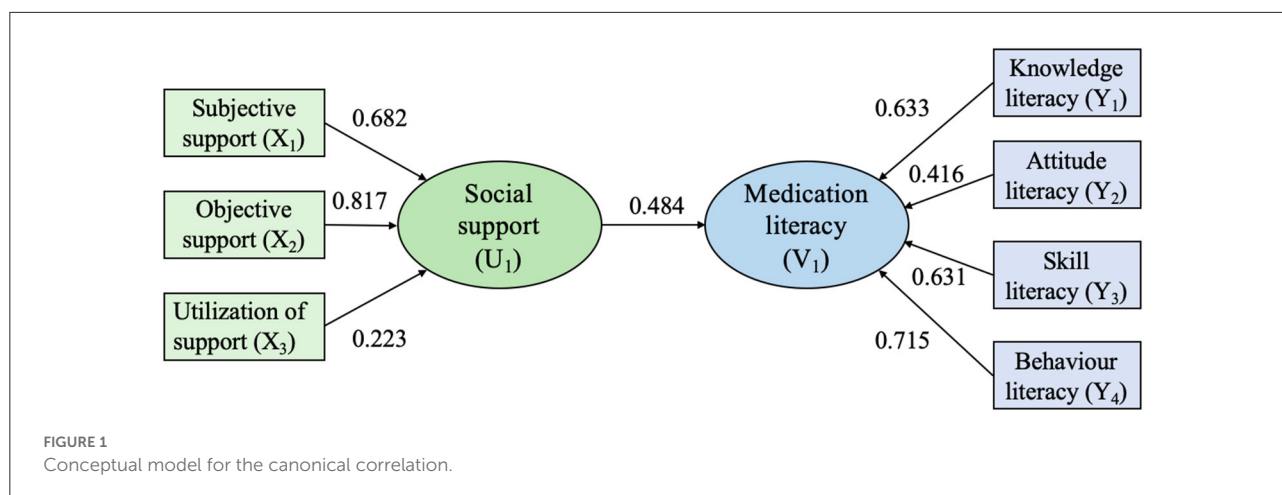 Subjective
support (X₁)
0.682
Objective
support (X₂)
0.817
Utilization of
support (X₃)
0.223
Social
support
(U₁)
0.484
Medication
literacy
(V₁)
Knowledge
literacy (Y₁)
0.633
Attitude
literacy (Y₂)
0.416
Skill
literacy (Y₃)
0.631
Behaviour
literacy (Y₄)
0.715
FIGURE 1
Conceptual model for the canonical correlation.